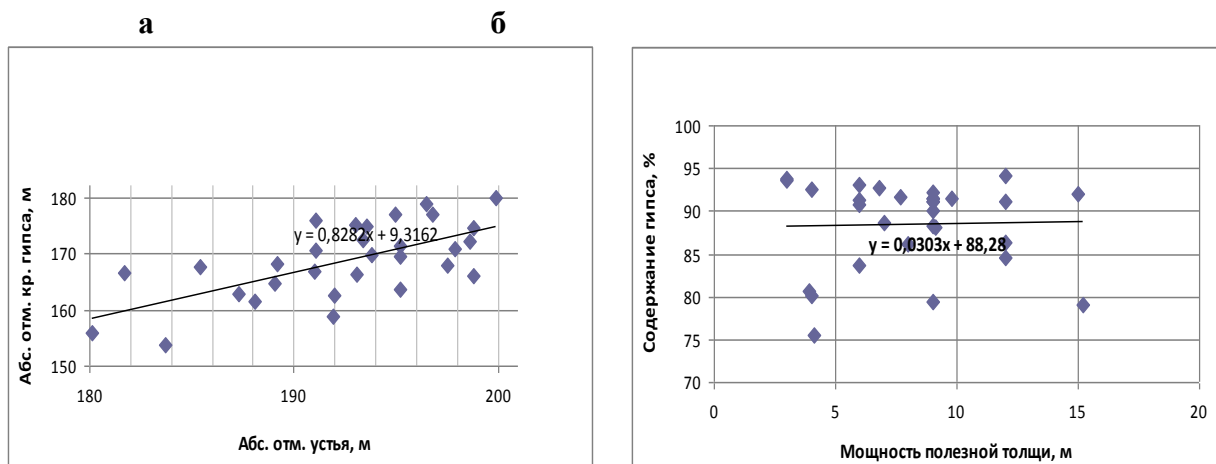 а б
Абс. отм. кр. гипса, м
180
170
160
150
y = 0,8282x + 9,3162
180 190 200
Абс. отм. устья, м
Содержание гипса, %
100
95
90
85
80
75
70
y = 0,0303x + 88,28
0 5 10 15 20
Мощность полезной толщи, м